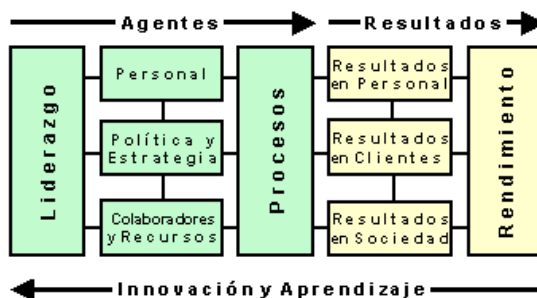 Agentes
Resultados
Liderazgo
Personal
Política y
Estrategia
Colaboradores
y Recursos
Procesos
Resultados
en Personal
Resultados
en Clientes
Resultados
en Sociedad
Rendimiento
Innovación y Aprendizaje